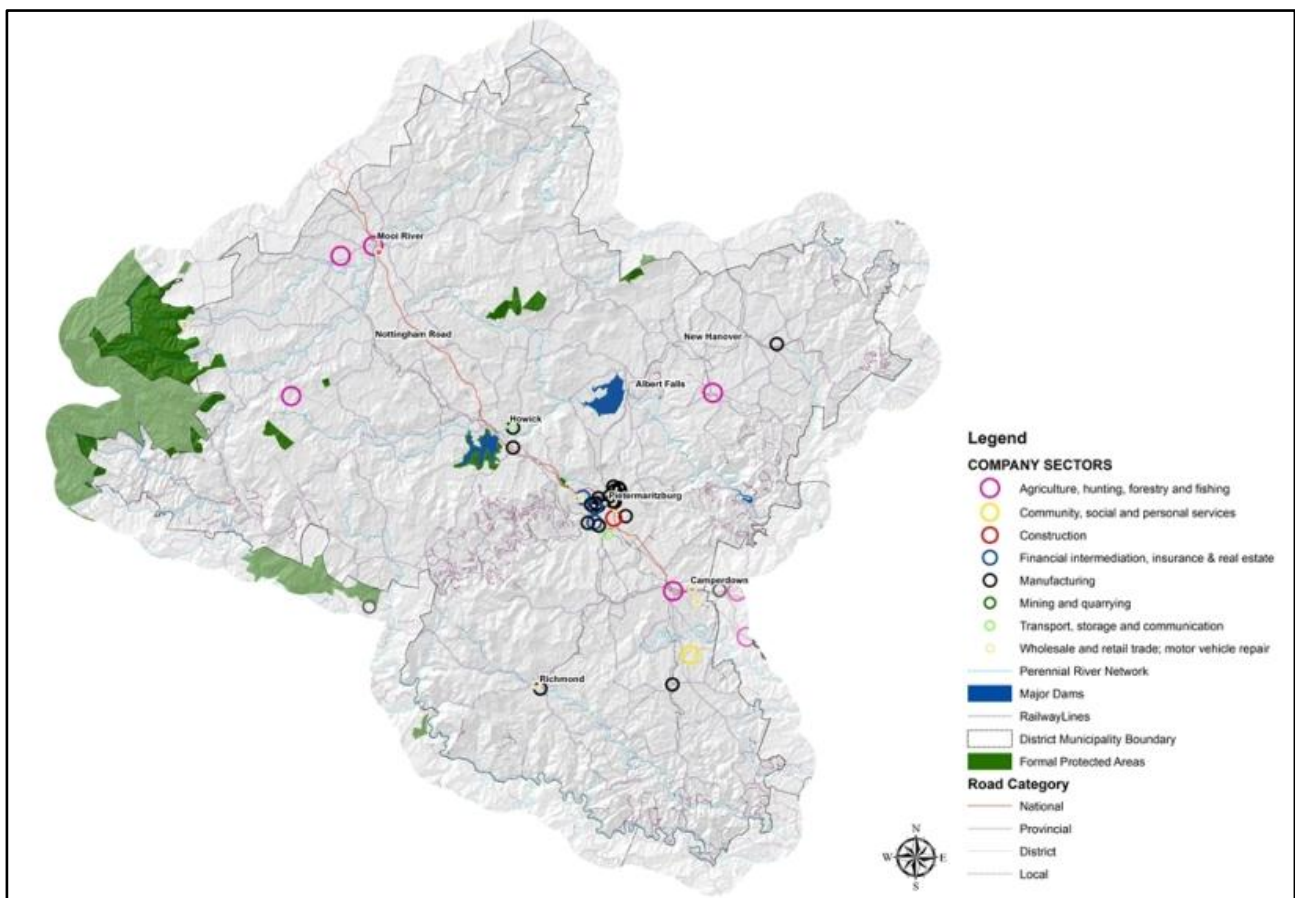 Mooi River
Nottingham Road
New Hanover
Albert Falls
Howick
Pietermaritzburg
Camperdown
Richmond
Legend
COMPANY SECTORS
Agriculture, hunting, forestry and fishing
Community, social and personal services
Construction
Financial intermediation, insurance & real estate
Manufacturing
Mining and quarrying
Transport, storage and communication
Wholesale and retail trade; motor vehicle repair
Perennial River Network
Major Dams
RailwayLines
District Municipality Boundary
Formal Protected Areas
Road Category
National
Provincial
District
Local
N
W E
S